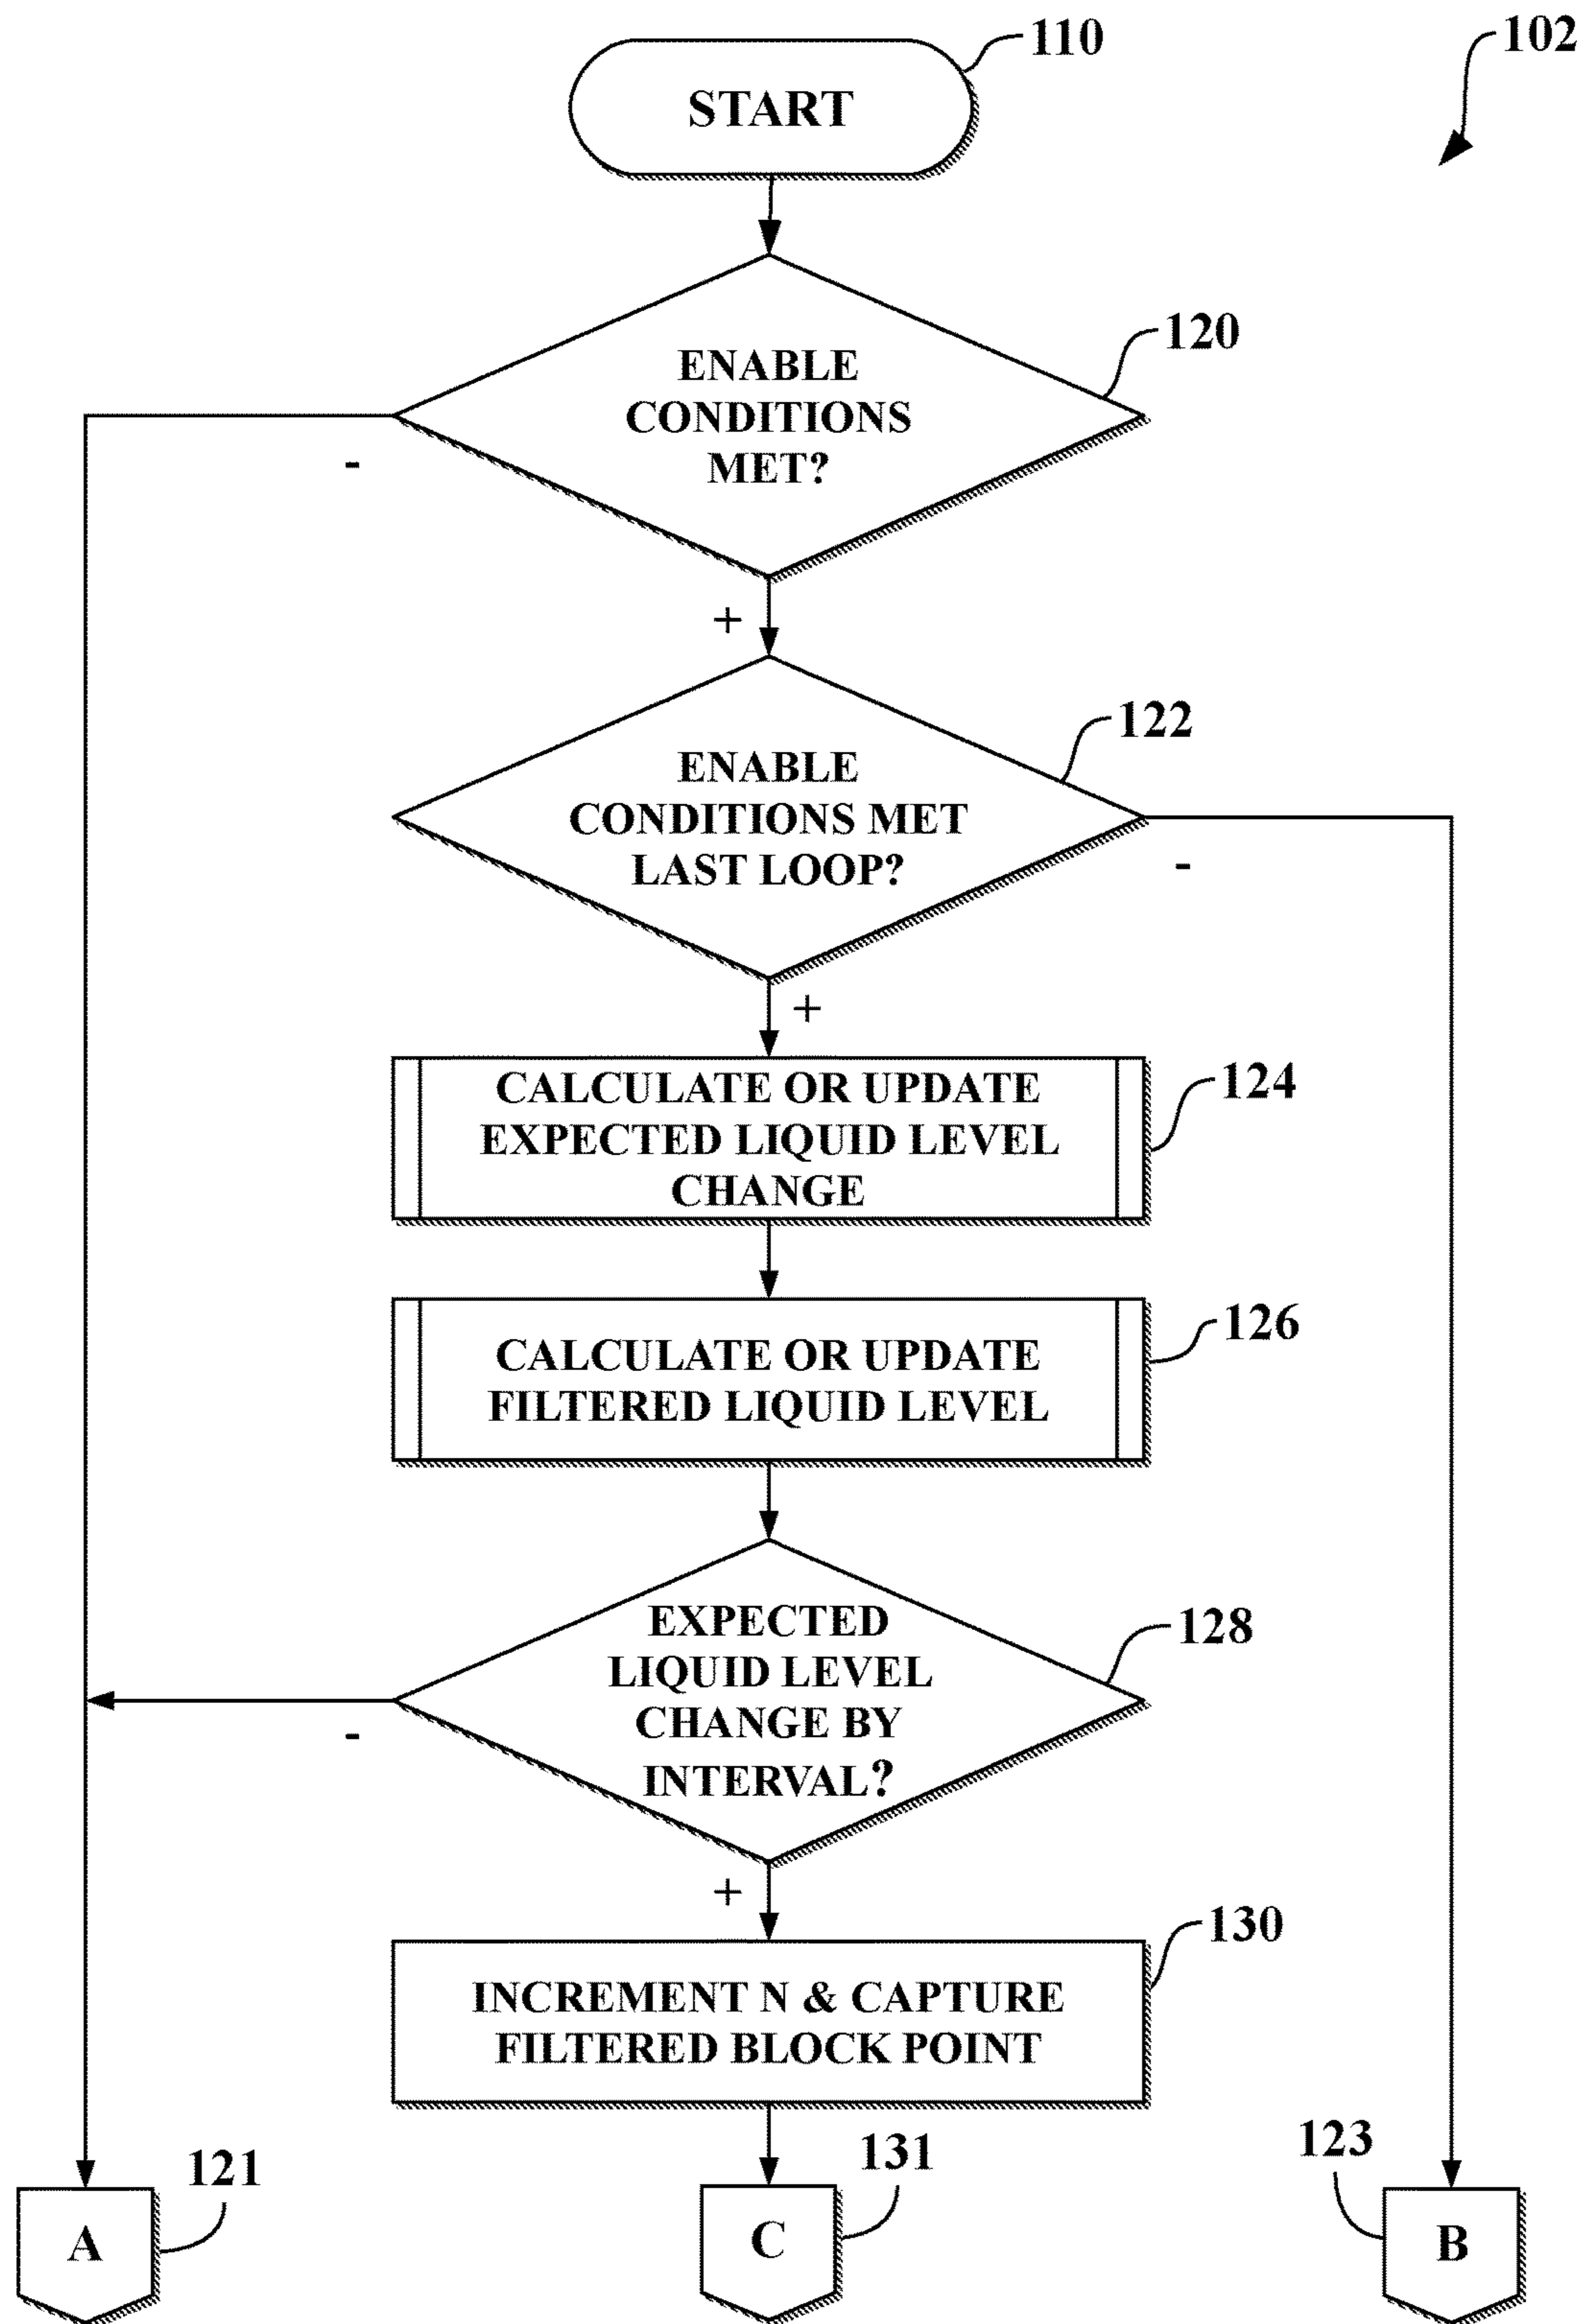 110
102
START
120
ENABLE
CONDITIONS
MET?
-
+
122
ENABLE
CONDITIONS MET
LAST LOOP?
-
+
124
CALCULATE OR UPDATE
EXPECTED LIQUID LEVEL
CHANGE
126
CALCULATE OR UPDATE
FILTERED LIQUID LEVEL
128
EXPECTED
LIQUID LEVEL
CHANGE BY
INTERVAL?
-
+
130
INCREMENT N & CAPTURE
FILTERED BLOCK POINT
121
131
123
A
C
B